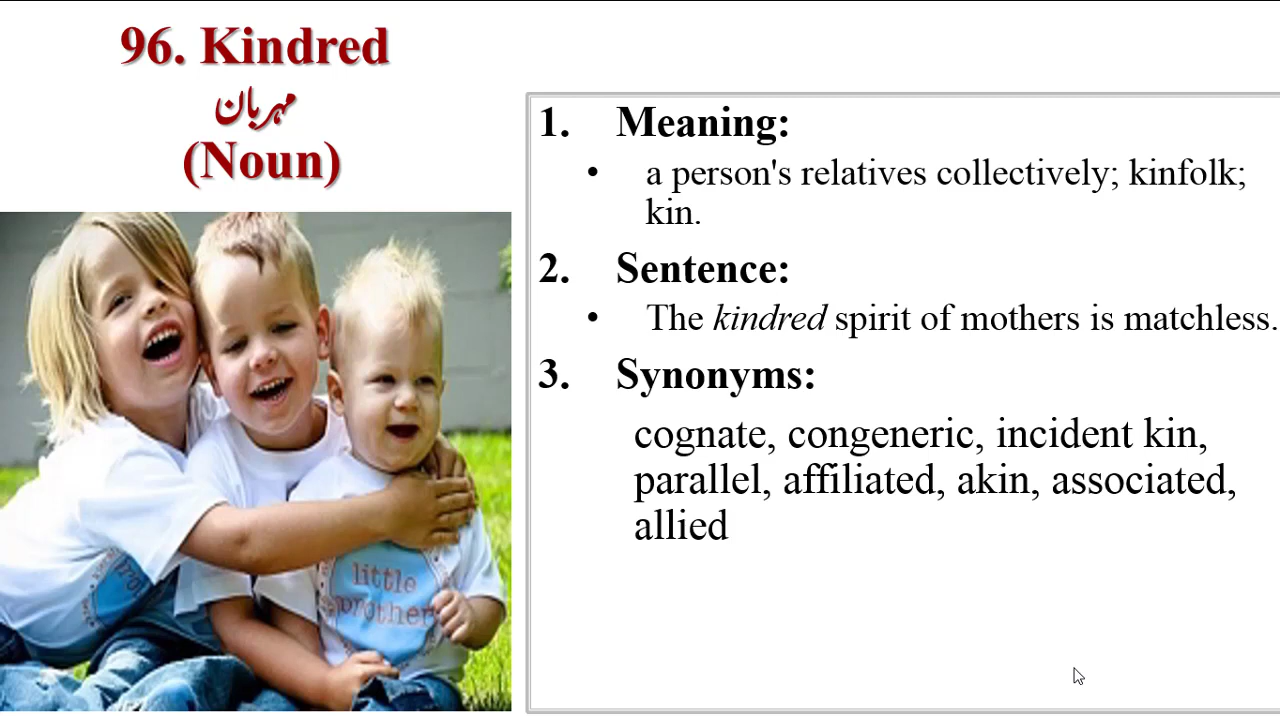 96. Kindred
مہربان
(Noun)
1. Meaning:
• a person's relatives collectively; kinfolk;
kin.
2. Sentence:
• The kindred spirit of mothers is matchless.
3. Synonyms:
cognate, congeneric, incident kin,
parallel, affiliated, akin, associated,
allied
little
brother